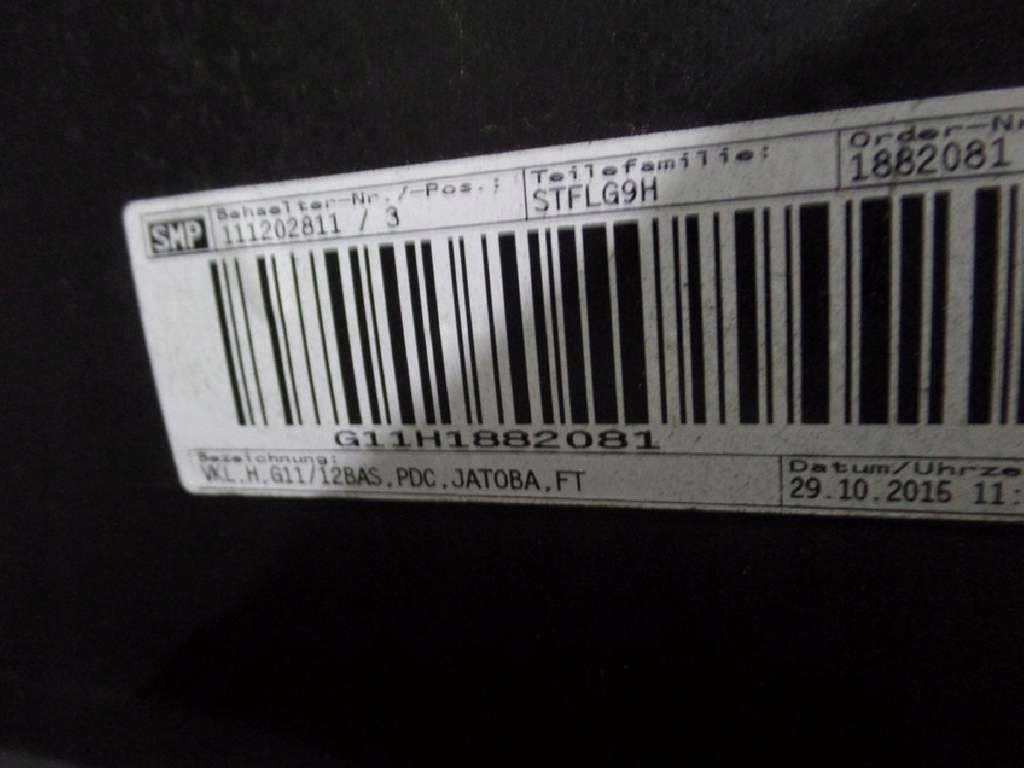 SMP
Behaelter-Nr./-Pos.:
111202811 / 3
Teilefamilie:
STFLG9H
Order-Nr
1882081
G11H1882081
Bezeichnung:
VKL.H.G11/12BAS.PDC.JATOBA.FT
Datum/Uhrze
29.10.2015 11: